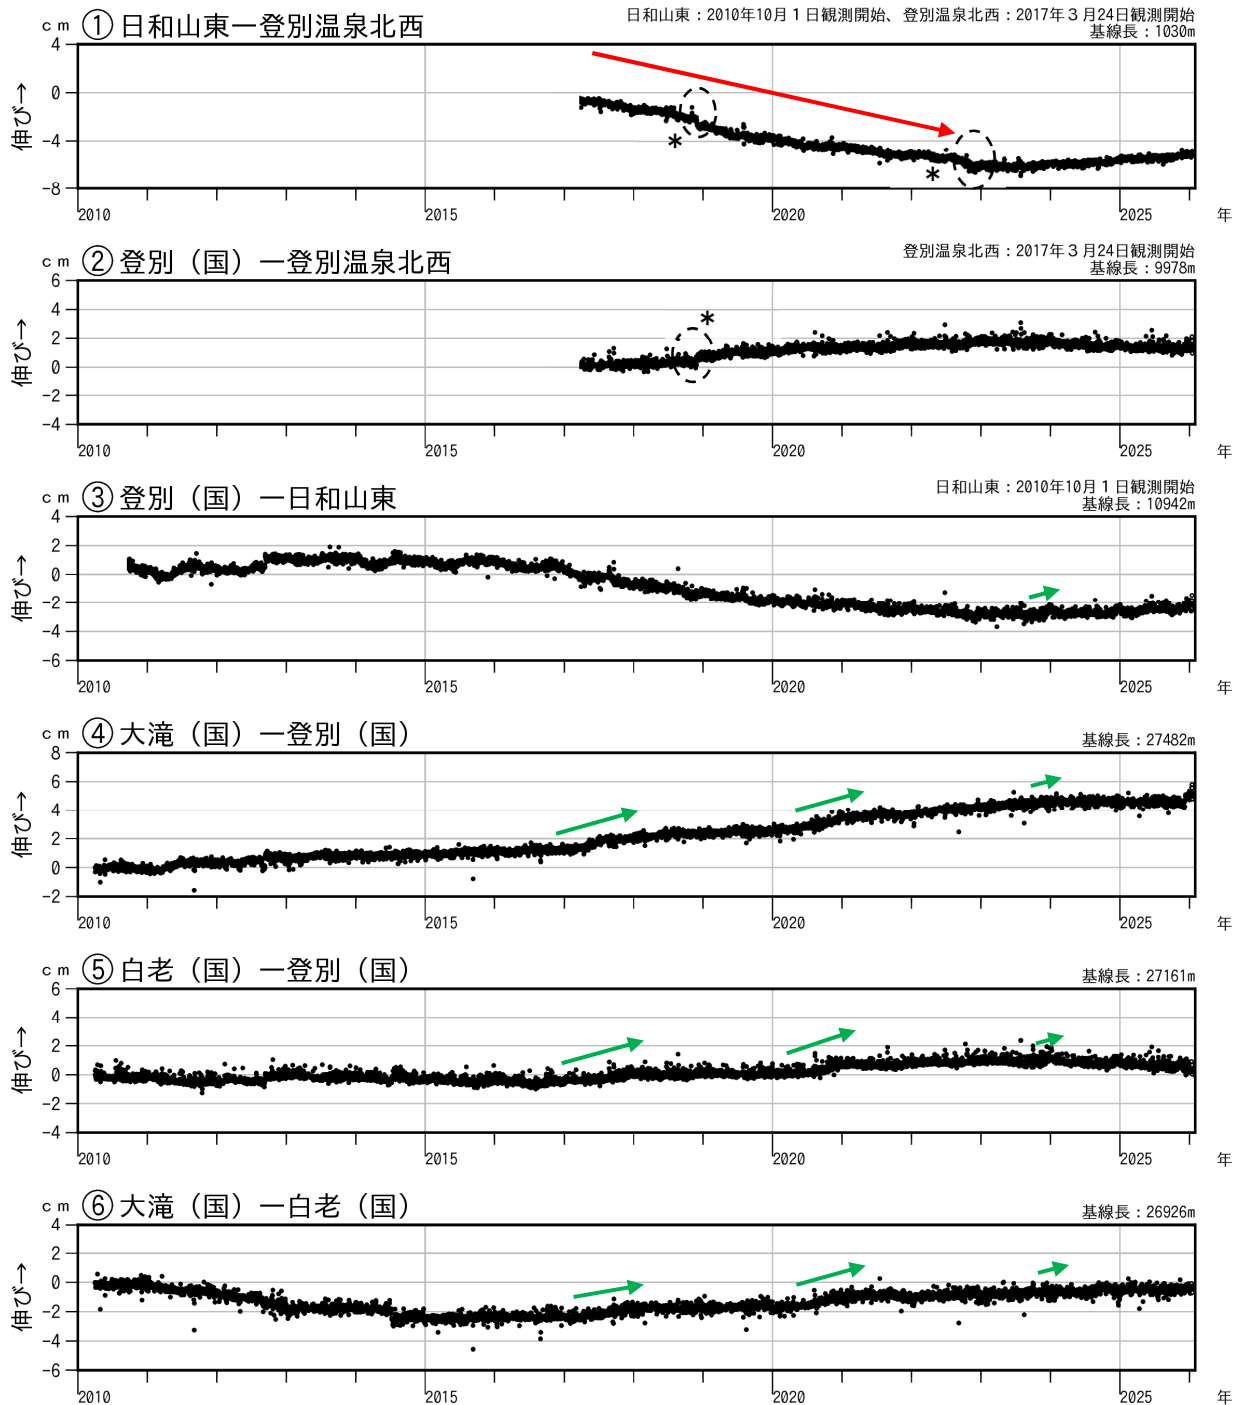 日和山東：2010年10月１日観測開始、登別温泉北西：2017年３月24日観測開始
ｃｍ ①日和山東ー登別温泉北西
基線長：1030m
4
0
-4
-8
伸び→
*
*
2010 2015 2020 2025 年
登別温泉北西：2017年３月24日観測開始
ｃｍ ②登別（国）ー登別温泉北西
基線長：9978m
6
4
2
0
-2
-4
伸び→
*
2010 2015 2020 2025 年
日和山東：2010年10月１日観測開始
ｃｍ ③登別（国）ー日和山東
基線長：10942m
4
2
0
-2
-4
-6
伸び→
2010 2015 2020 2025 年
ｃｍ ④大滝（国）ー登別（国）
基線長：27482m
8
6
4
2
0
-2
伸び→
2010 2015 2020 2025 年
ｃｍ ⑤白老（国）ー登別（国）
基線長：27161m
6
4
2
0
-2
-4
伸び→
2010 2015 2020 2025 年
ｃｍ ⑥大滝（国）ー白老（国）
基線長：26926m
4
2
0
-2
-4
-6
伸び→
2010 2015 2020 2025 年